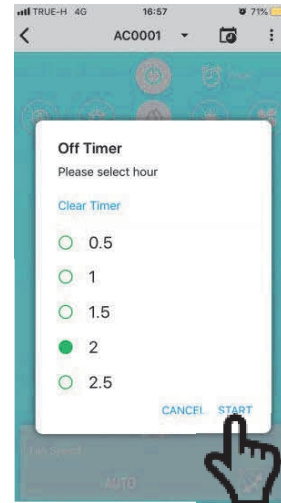 TRUE-H 4G 16:57 71%
AC0001
Off Timer
Please select hour
Clear Timer
0.5
1
1.5
2
2.5
CANCEL START
Fan Speed
AUTO